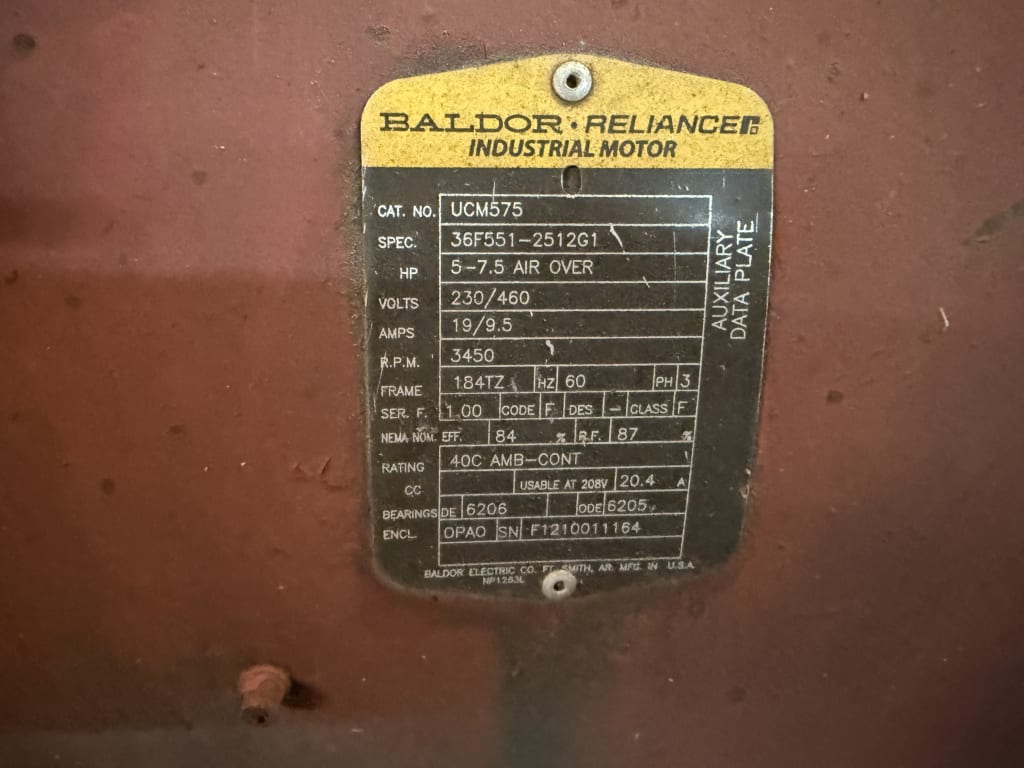 BALDOR · RELIANCE
INDUSTRIAL MOTOR
CAT. NO. UCM575
SPEC. 36F551-2512G1
HP 5-7.5 AIR OVER
VOLTS 230/460
AMPS 19/9.5
R.P.M. 3450
FRAME 184TZ HZ 60 PH 3
SER. F. 1.00 CODE F DES - CLASS F
NEMA NOM. EFF. 84 % P.F. 87 %
RATING 40C AMB-CONT
CC USABLE AT 208V 20.4 A
BEARINGS DE 6206 ODE 6205
ENCL. OPAO SN F1210011164
BALDOR ELECTRIC CO. FT. SMITH, AR. MFG. IN U.S.A.
NP1263L
AUXILIARY
DATA PLATE